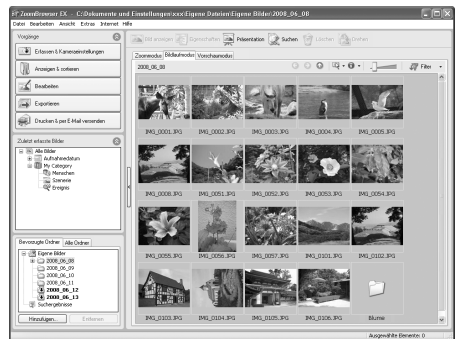 ZoomBrowser EX - C:\Dokumente und Einstellungen\xxx\Eigene Dateien\Eigene Bilder\2008_06_08
Datei Bearbeiten Ansicht Extras Internet Hilfe
Vorgänge
Erfassen & Kameraeinstellungen
Anzeigen & sortieren
Bearbeiten
Exportieren
Drucken & per E-Mail versenden
Zuletzt erfasste Bilder
Alle Bilder
Aufnahmedatum
My Category
Menschen
Szenerie
Ereignis
Bevorzugte Ordner Alle Ordner
Eigene Bilder
2008_06_08
2008_06_09
2008_06_10
2008_06_11
2008_06_12
2008_06_13
Suchergebnisse
Hinzufügen... Entfernen
Bild anzeigen Eigenschaften Präsentation Suchen Löschen Drehen
Zoommodus Bildlaufmodus Vorschaumodus
2008_06_08 Filter
IMG_0001.JPG IMG_0002.JPG IMG_0003.JPG IMG_0004.JPG IMG_0005.JPG
IMG_0008.JPG IMG_0051.JPG IMG_0052.JPG IMG_0053.JPG IMG_0054.JPG
IMG_0055.JPG IMG_0056.JPG IMG_0057.JPG IMG_0101.JPG IMG_0102.JPG
IMG_0103.JPG IMG_0104.JPG IMG_0105.JPG IMG_0106.JPG Blume
Ausgewählte Elemente: 0